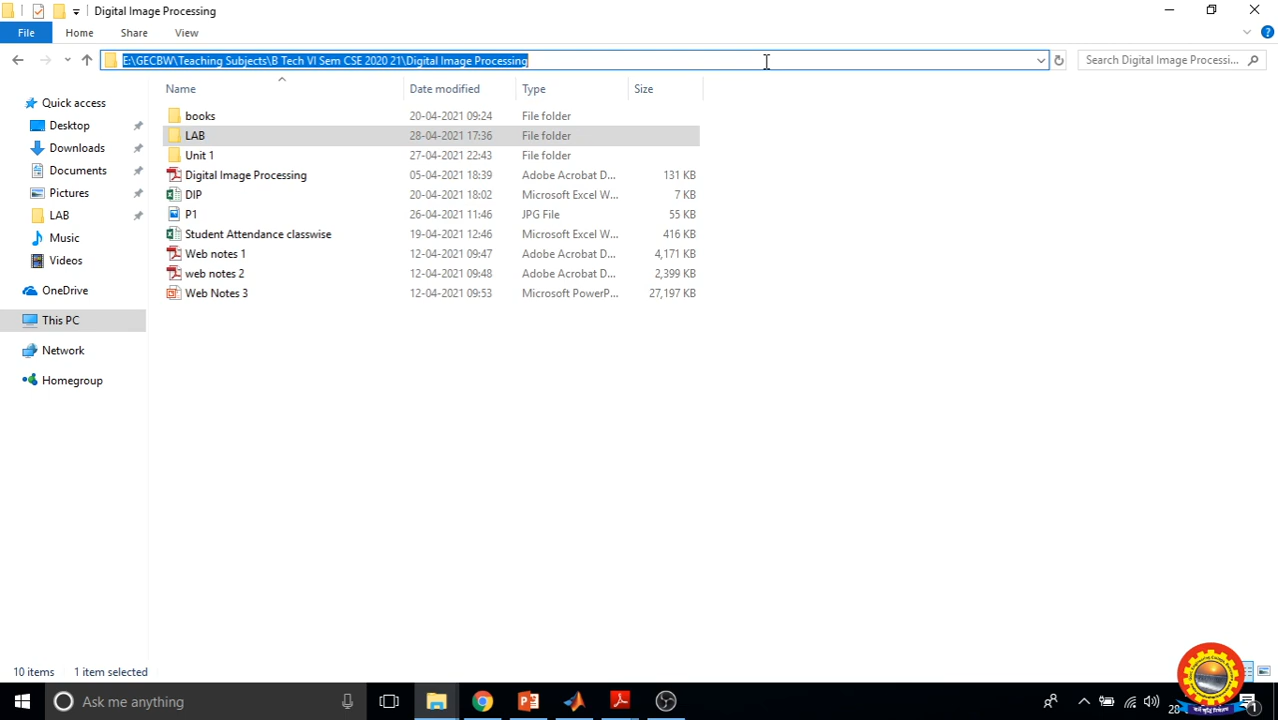 Digital Image Processing
File Home Share View
E:\GECBW\Teaching Subjects\B Tech VI Sem CSE 2020 21\Digital Image Processing
Search Digital Image Processi...
Name Date modified Type Size
Quick access
Desktop
Downloads
Documents
Pictures
LAB
Music
Videos
OneDrive
This PC
Network
Homegroup
books 20-04-2021 09:24 File folder
LAB 28-04-2021 17:36 File folder
Unit 1 27-04-2021 22:43 File folder
Digital Image Processing 05-04-2021 18:39 Adobe Acrobat D... 131 KB
DIP 20-04-2021 18:02 Microsoft Excel W... 7 KB
P1 26-04-2021 11:46 JPG File 55 KB
Student Attendance classwise 19-04-2021 12:46 Microsoft Excel W... 416 KB
Web notes 1 12-04-2021 09:47 Adobe Acrobat D... 4,171 KB
web notes 2 12-04-2021 09:48 Adobe Acrobat D... 2,399 KB
Web Notes 3 12-04-2021 09:53 Microsoft PowerP... 27,197 KB
10 items 1 item selected
Ask me anything